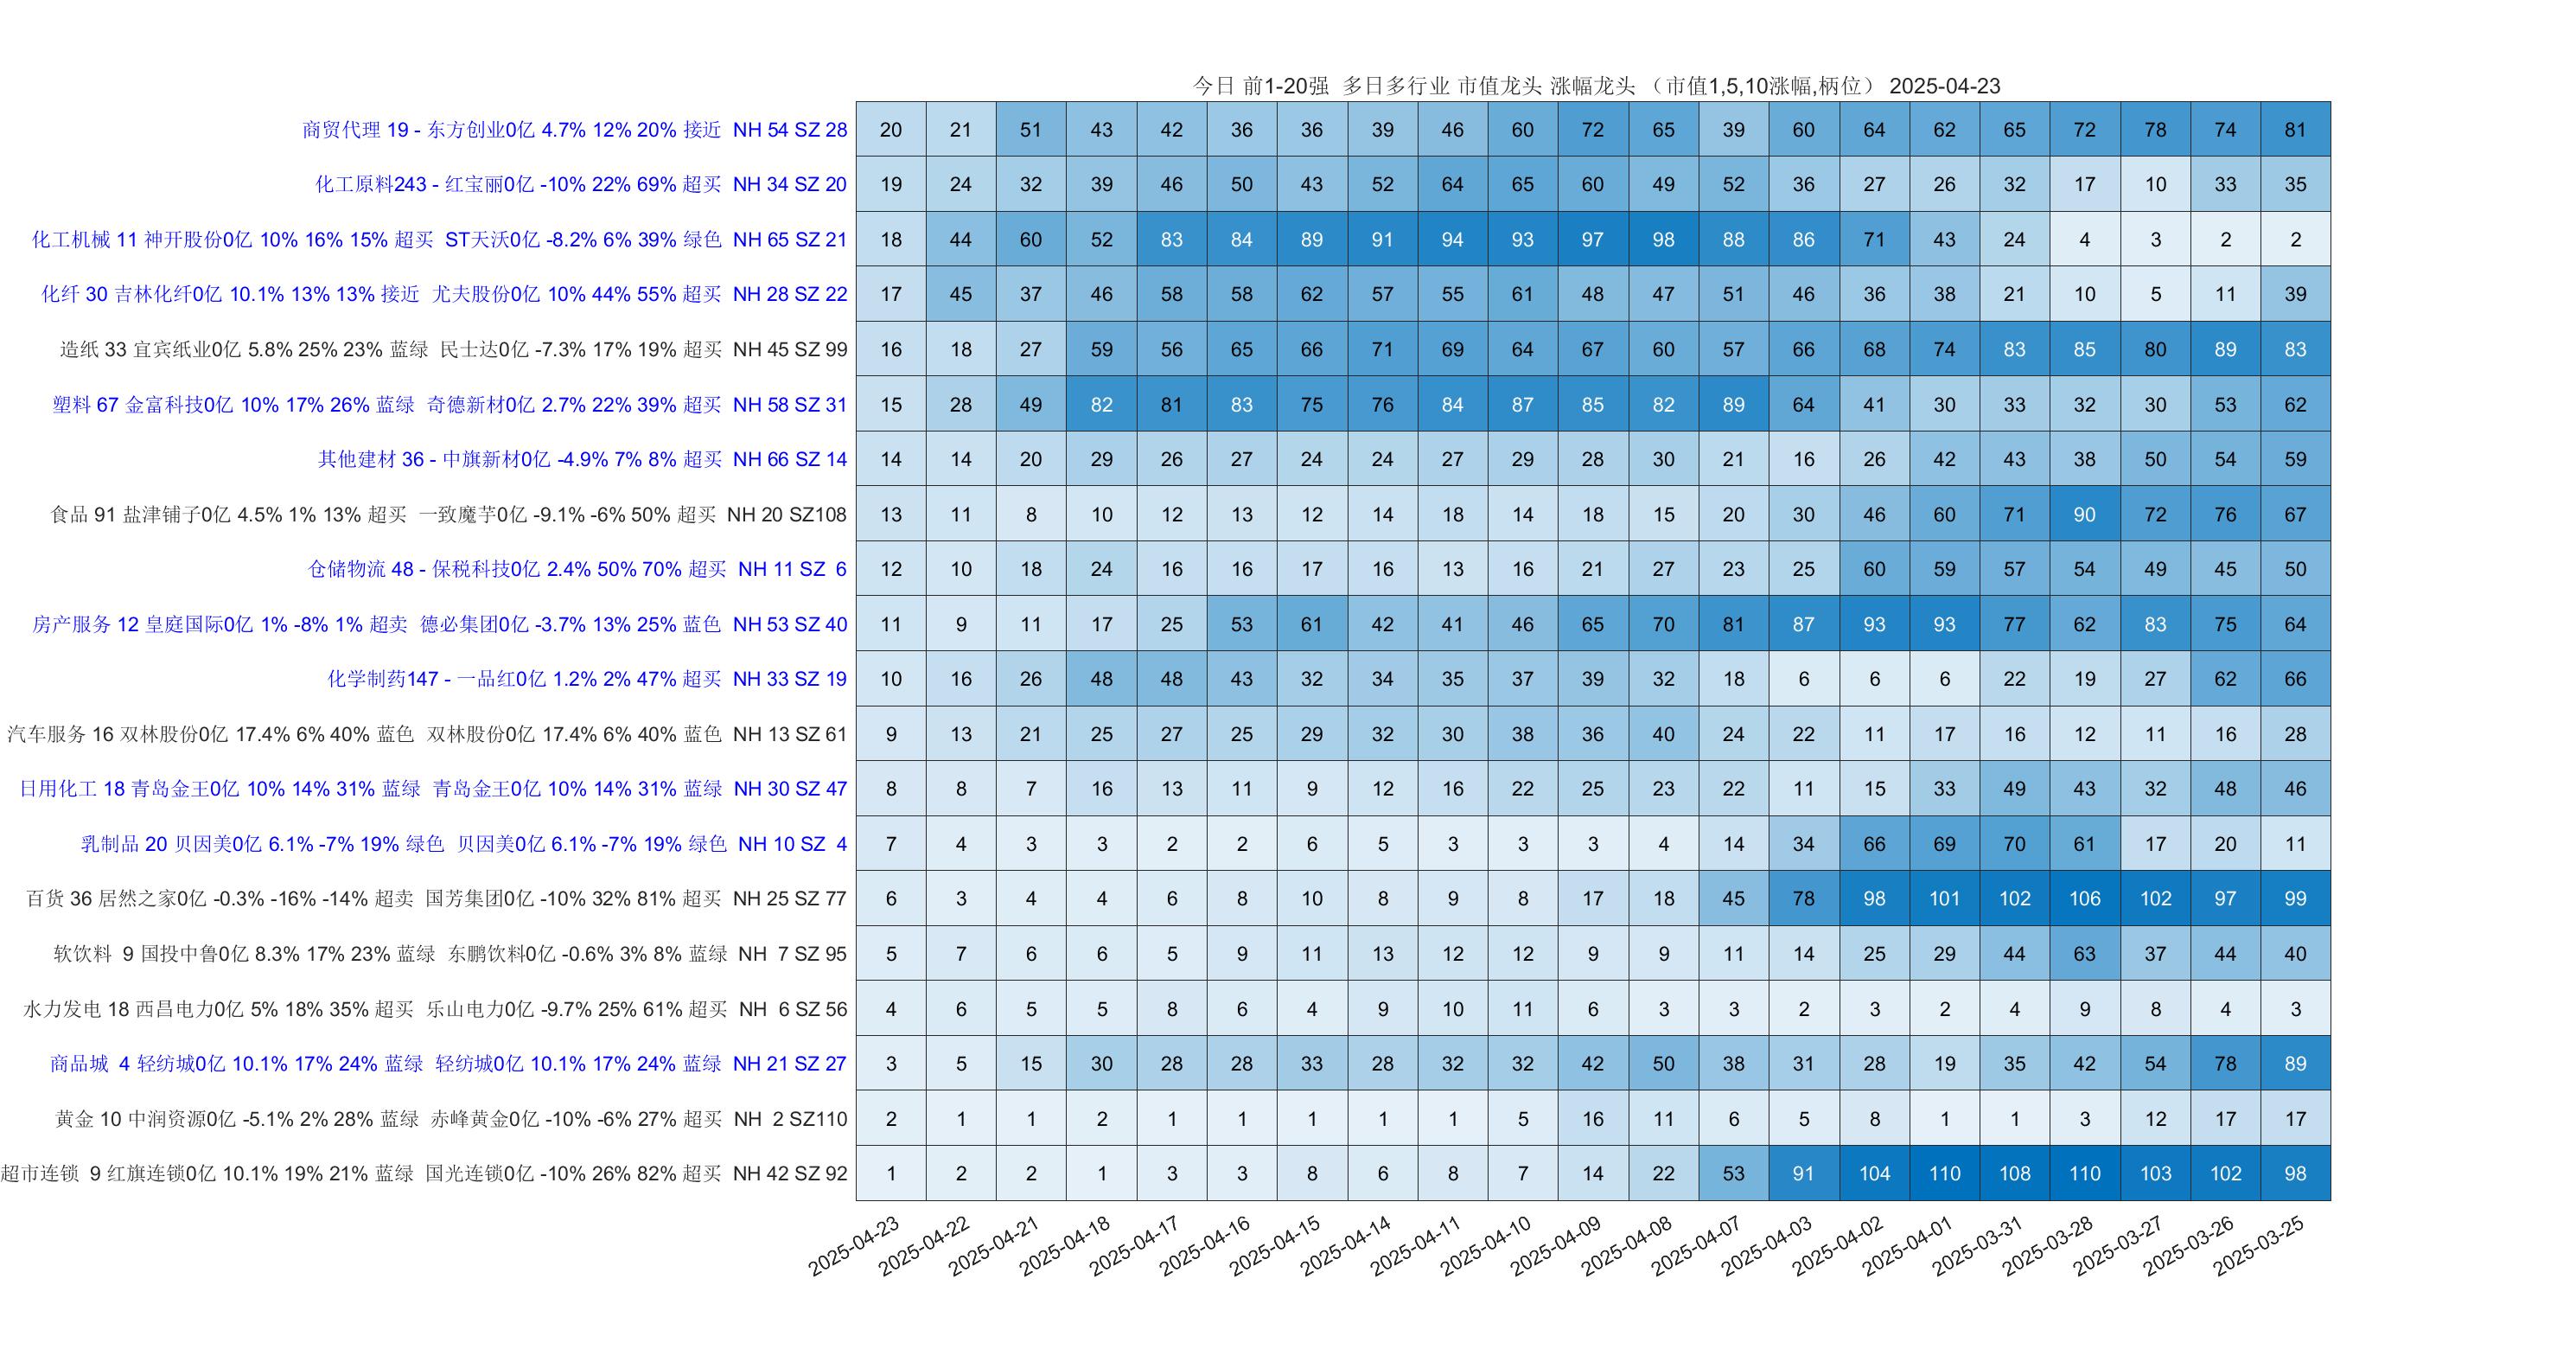 今日 前1-20强 多日多行业 市值龙头 涨幅龙头 （市值1,5,10涨幅,柄位） 2025-04-23
商贸代理 19 - 东方创业0亿 4.7% 12% 20% 接近 NH 54 SZ 28 20 21 51 43 42 36 36 39 46 60 72 65 39 60 64 62 65 72 78 74 81
化工原料243 - 红宝丽0亿 -10% 22% 69% 超买 NH 34 SZ 20 19 24 32 39 46 50 43 52 64 65 60 49 52 36 27 26 32 17 10 33 35
化工机械 11 神开股份0亿 10% 16% 15% 超买 ST天沃0亿 -8.2% 6% 39% 绿色 NH 65 SZ 21 18 44 60 52 83 84 89 91 94 93 97 98 88 86 71 43 24 4 3 2 2
化纤 30 吉林化纤0亿 10.1% 13% 13% 接近 尤夫股份0亿 10% 44% 55% 超买 NH 28 SZ 22 17 45 37 46 58 58 62 57 55 61 48 47 51 46 36 38 21 10 5 11 39
造纸 33 宜宾纸业0亿 5.8% 25% 23% 蓝绿 民士达0亿 -7.3% 17% 19% 超买 NH 45 SZ 99 16 18 27 59 56 65 66 71 69 64 67 60 57 66 68 74 83 85 80 89 83
塑料 67 金富科技0亿 10% 17% 26% 蓝绿 奇德新材0亿 2.7% 22% 39% 超买 NH 58 SZ 31 15 28 49 82 81 83 75 76 84 87 85 82 89 64 41 30 33 32 30 53 62
其他建材 36 - 中旗新材0亿 -4.9% 7% 8% 超买 NH 66 SZ 14 14 14 20 29 26 27 24 24 27 29 28 30 21 16 26 42 43 38 50 54 59
食品 91 盐津铺子0亿 4.5% 1% 13% 超买 一致魔芋0亿 -9.1% -6% 50% 超买 NH 20 SZ108 13 11 8 10 12 13 12 14 18 14 18 15 20 30 46 60 71 90 72 76 67
仓储物流 48 - 保税科技0亿 2.4% 50% 70% 超买 NH 11 SZ 6 12 10 18 24 16 16 17 16 13 16 21 27 23 25 60 59 57 54 49 45 50
房产服务 12 皇庭国际0亿 1% -8% 1% 超卖 德必集团0亿 -3.7% 13% 25% 蓝色 NH 53 SZ 40 11 9 11 17 25 53 61 42 41 46 65 70 81 87 93 93 77 62 83 75 64
化学制药147 - 一品红0亿 1.2% 2% 47% 超买 NH 33 SZ 19 10 16 26 48 48 43 32 34 35 37 39 32 18 6 6 6 22 19 27 62 66
汽车服务 16 双林股份0亿 17.4% 6% 40% 蓝色 双林股份0亿 17.4% 6% 40% 蓝色 NH 13 SZ 61 9 13 21 25 27 25 29 32 30 38 36 40 24 22 11 17 16 12 11 16 28
日用化工 18 青岛金王0亿 10% 14% 31% 蓝绿 青岛金王0亿 10% 14% 31% 蓝绿 NH 30 SZ 47 8 8 7 16 13 11 9 12 16 22 25 23 22 11 15 33 49 43 32 48 46
乳制品 20 贝因美0亿 6.1% -7% 19% 绿色 贝因美0亿 6.1% -7% 19% 绿色 NH 10 SZ 4 7 4 3 3 2 2 6 5 3 3 3 4 14 34 66 69 70 61 17 20 11
百货 36 居然之家0亿 -0.3% -16% -14% 超卖 国芳集团0亿 -10% 32% 81% 超买 NH 25 SZ 77 6 3 4 4 6 8 10 8 9 8 17 18 45 78 98 101 102 106 102 97 99
软饮料 9 国投中鲁0亿 8.3% 17% 23% 蓝绿 东鹏饮料0亿 -0.6% 3% 8% 蓝绿 NH 7 SZ 95 5 7 6 6 5 9 11 13 12 12 9 9 11 14 25 29 44 63 37 44 40
水力发电 18 西昌电力0亿 5% 18% 35% 超买 乐山电力0亿 -9.7% 25% 61% 超买 NH 6 SZ 56 4 6 5 5 8 6 4 9 10 11 6 3 3 2 3 2 4 9 8 4 3
商品城 4 轻纺城0亿 10.1% 17% 24% 蓝绿 轻纺城0亿 10.1% 17% 24% 蓝绿 NH 21 SZ 27 3 5 15 30 28 28 33 28 32 32 42 50 38 31 28 19 35 42 54 78 89
黄金 10 中润资源0亿 -5.1% 2% 28% 蓝绿 赤峰黄金0亿 -10% -6% 27% 超买 NH 2 SZ110 2 1 1 2 1 1 1 1 1 5 16 11 6 5 8 1 1 3 12 17 17
超市连锁 9 红旗连锁0亿 10.1% 19% 21% 蓝绿 国光连锁0亿 -10% 26% 82% 超买 NH 42 SZ 92 1 2 2 1 3 3 8 6 8 7 14 22 53 91 104 110 108 110 103 102 98
2025-04-23 2025-04-22 2025-04-21 2025-04-18 2025-04-17 2025-04-16 2025-04-15 2025-04-14 2025-04-11 2025-04-10 2025-04-09 2025-04-08 2025-04-07 2025-04-03 2025-04-02 2025-04-01 2025-03-31 2025-03-28 2025-03-27 2025-03-26 2025-03-25